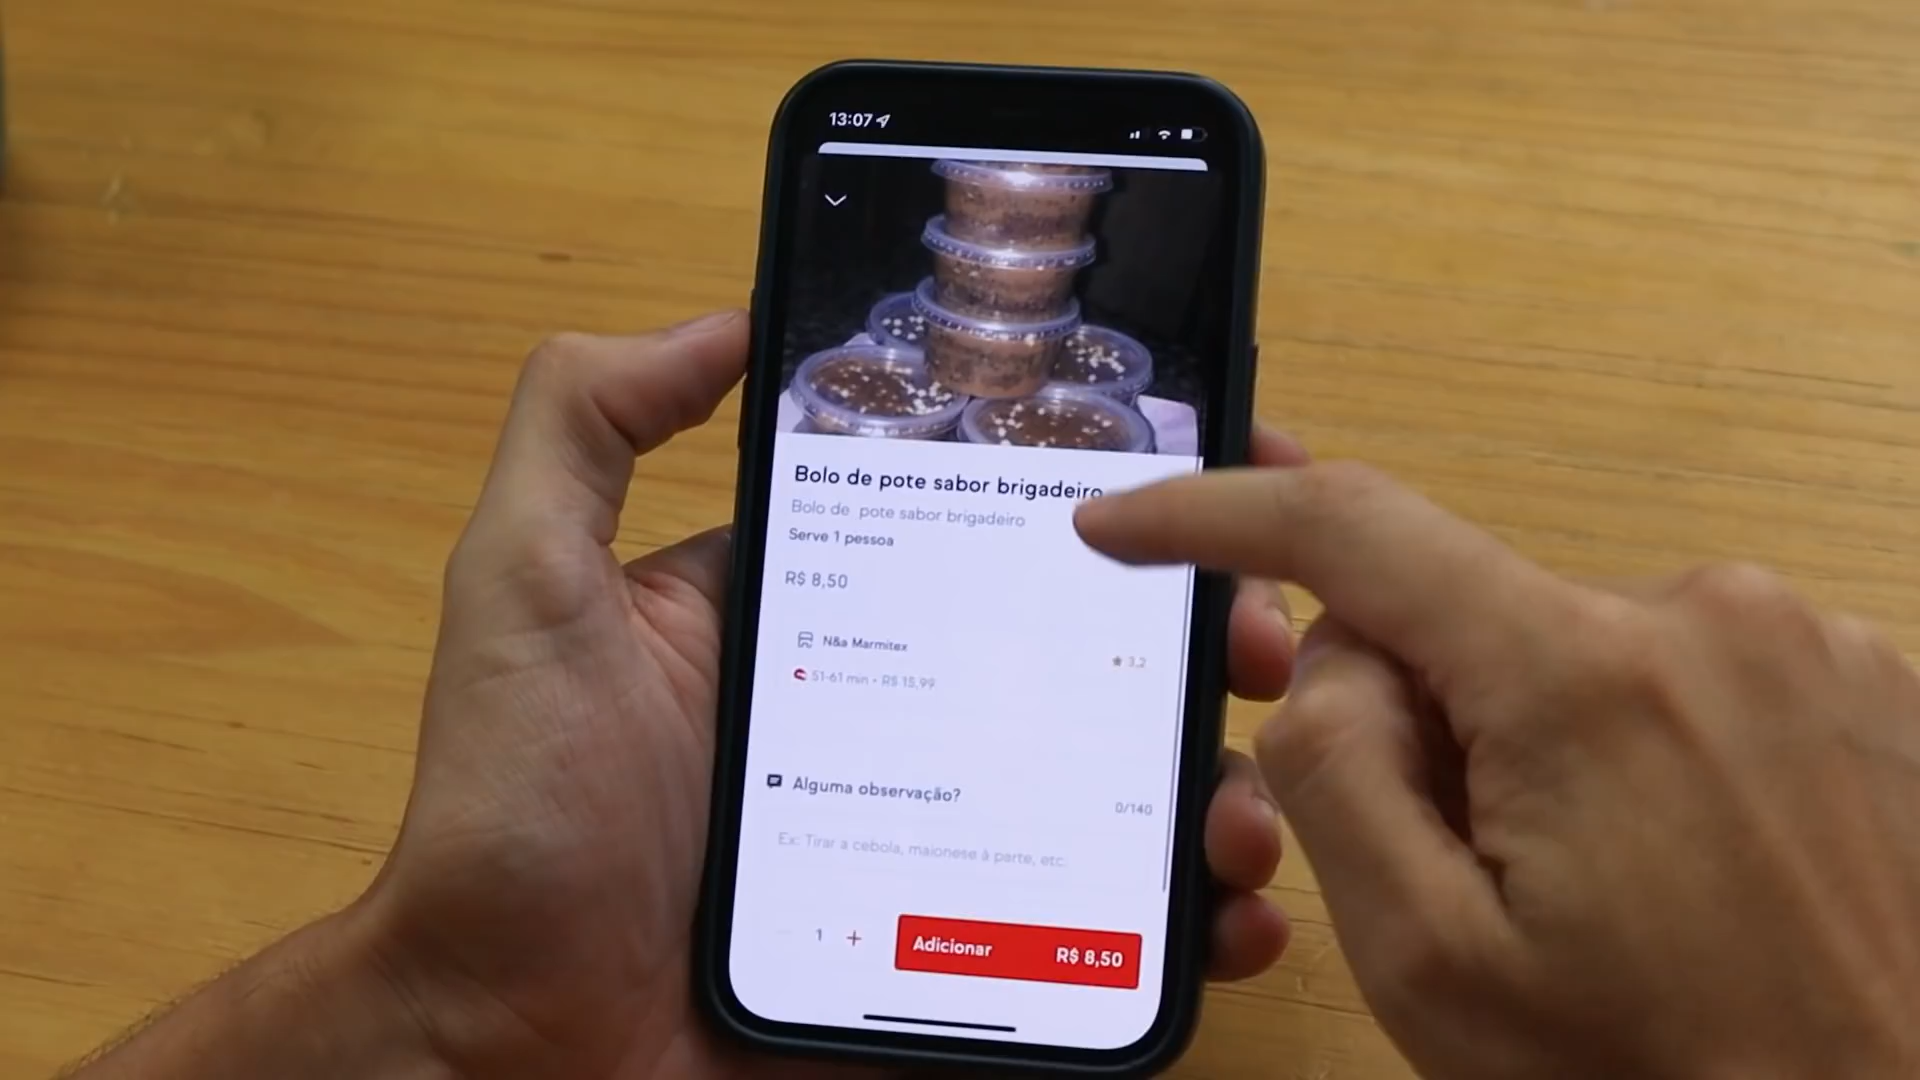 13:07
Bolo de pote sabor brigadeiro
Bolo de pote sabor brigadeiro
Serve 1 pessoa
R$ 8,50
N&a Marmitex
3,2
51-61 min • R$ 15,99
Alguma observação?
0/140
Ex: Tirar a cebola, maionese à parte, etc.
1 +
Adicionar R$ 8,50